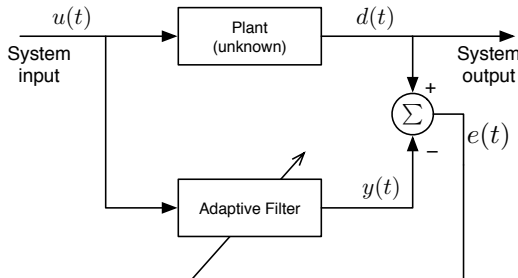 u(t)
Plant
(unknown)
d(t)
System
input
System
output
+
∑
e(t)
−
Adaptive Filter
y(t)